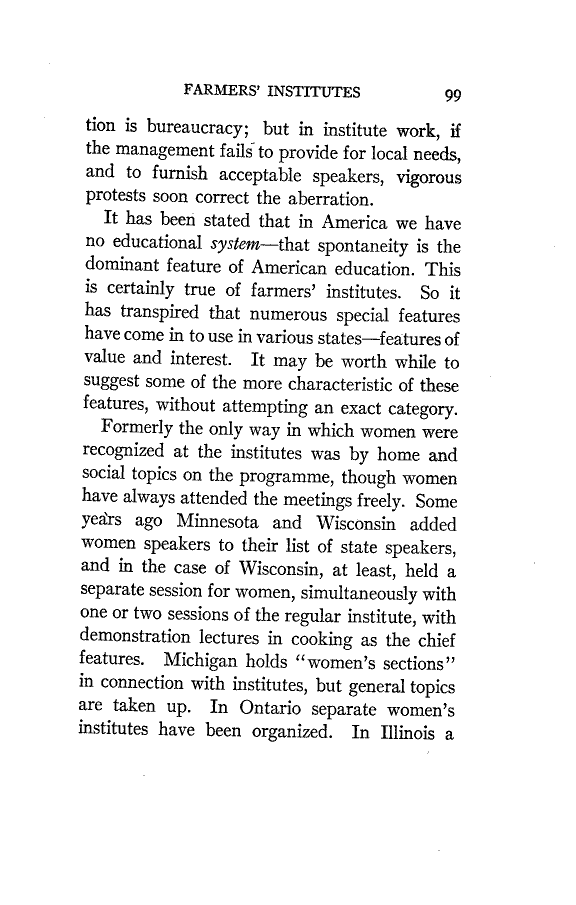 FARMERS' INSTITUTES 99
tion is bureaucracy; but in institute work, if
the management fails to provide for local needs,
and to furnish acceptable speakers, vigorous
protests soon correct the aberration.
It has been stated that in America we have
no educational system—that spontaneity is the
dominant feature of American education. This
is certainly true of farmers' institutes. So it
has transpired that numerous special features
have come in to use in various states—features of
value and interest. It may be worth while to
suggest some of the more characteristic of these
features, without attempting an exact category.
Formerly the only way in which women were
recognized at the institutes was by home and
social topics on the programme, though women
have always attended the meetings freely. Some
years ago Minnesota and Wisconsin added
women speakers to their list of state speakers,
and in the case of Wisconsin, at least, held a
separate session for women, simultaneously with
one or two sessions of the regular institute, with
demonstration lectures in cooking as the chief
features. Michigan holds "women's sections"
in connection with institutes, but general topics
are taken up. In Ontario separate women's
institutes have been organized. In Illinois a